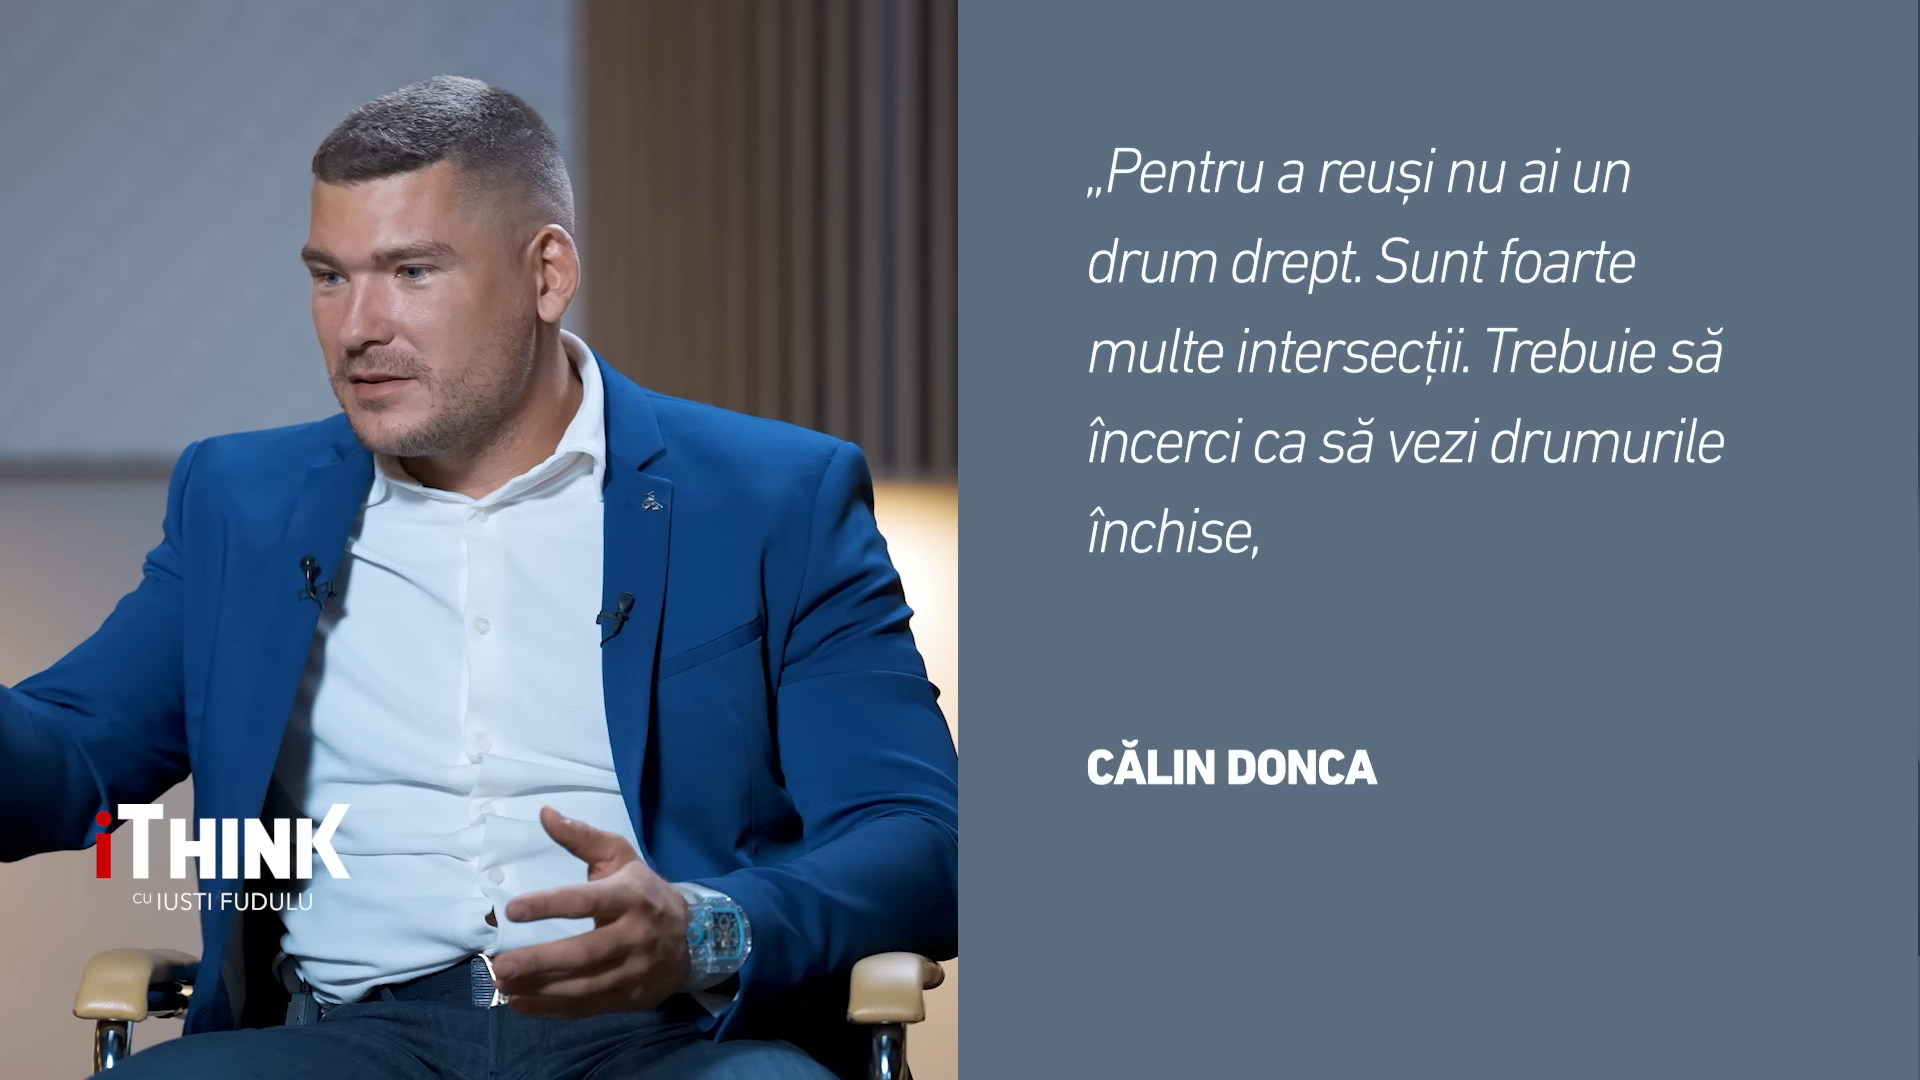 „Pentru a reuși nu ai un
drum drept. Sunt foarte
multe intersecții. Trebuie să
încerci ca să vezi drumurile
închise,
CĂLIN DONCA
iTHINK
CU IUSTI FUDULU